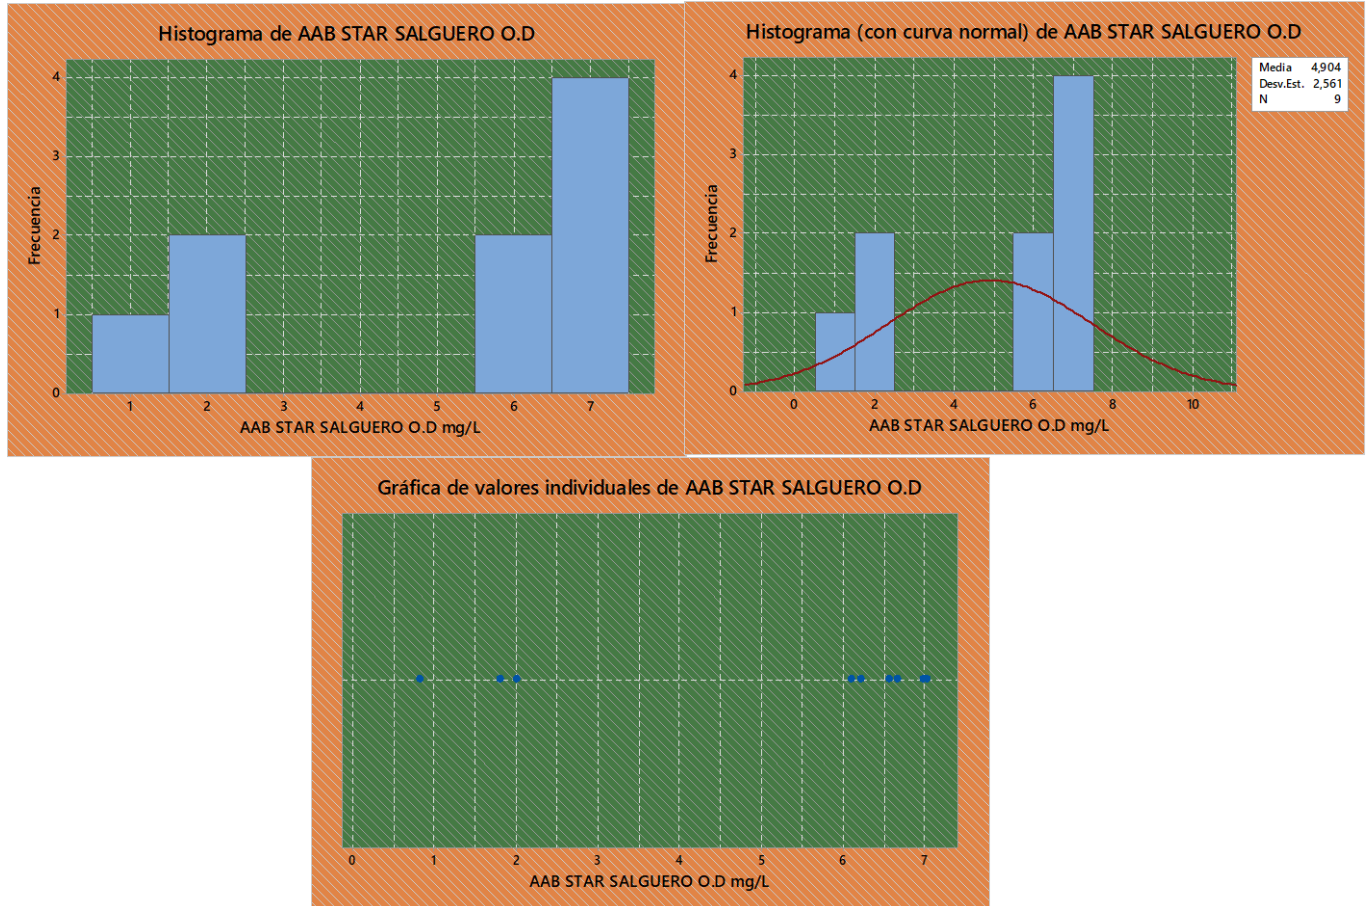 Histograma de AAB STAR SALGUERO O.D
Frecuencia
4
3
2
1
0
1 2 3 4 5 6 7
AAB STAR SALGUERO O.D mg/L
Histograma (con curva normal) de AAB STAR SALGUERO O.D
Media 4,904
Desv.Est. 2,561
N 9
Frecuencia
4
3
2
1
0
0 2 4 6 8 10
AAB STAR SALGUERO O.D mg/L
Gráfica de valores individuales de AAB STAR SALGUERO O.D
0 1 2 3 4 5 6 7
AAB STAR SALGUERO O.D mg/L